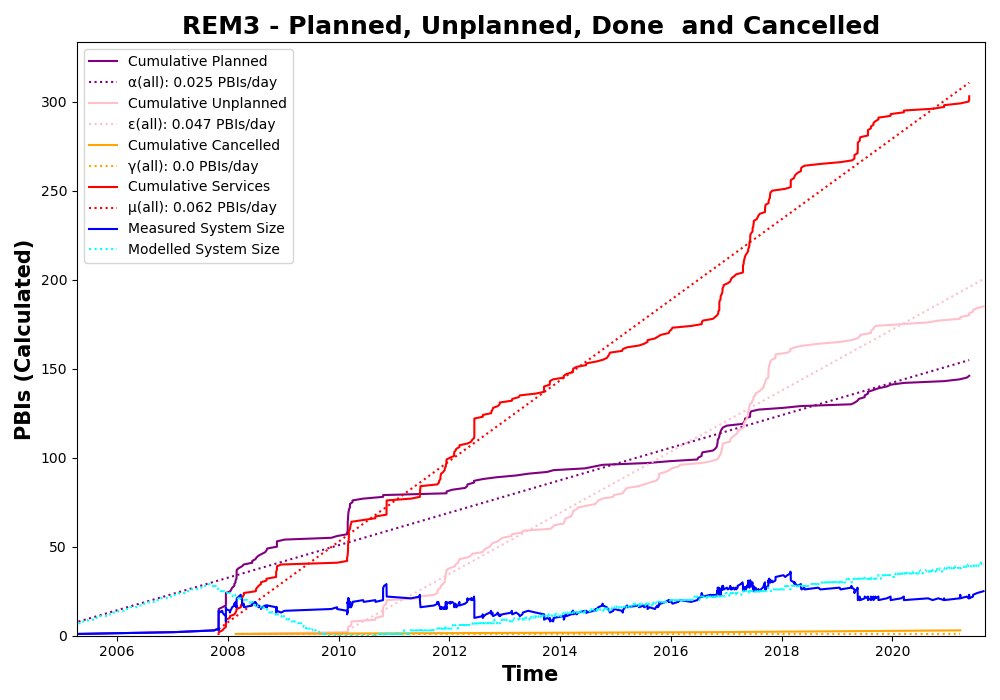 REM3 - Planned, Unplanned, Done  and Cancelled
Cumulative Planned
α(all): 0.025 PBIs/day
Cumulative Unplanned
ε(all): 0.047 PBIs/day
Cumulative Cancelled
γ(all): 0.0 PBIs/day
Cumulative Services
μ(all): 0.062 PBIs/day
Measured System Size
Modelled System Size
PBIs (Calculated)
300
250
200
150
100
50
0
2006 2008 2010 2012 2014 2016 2018 2020
Time